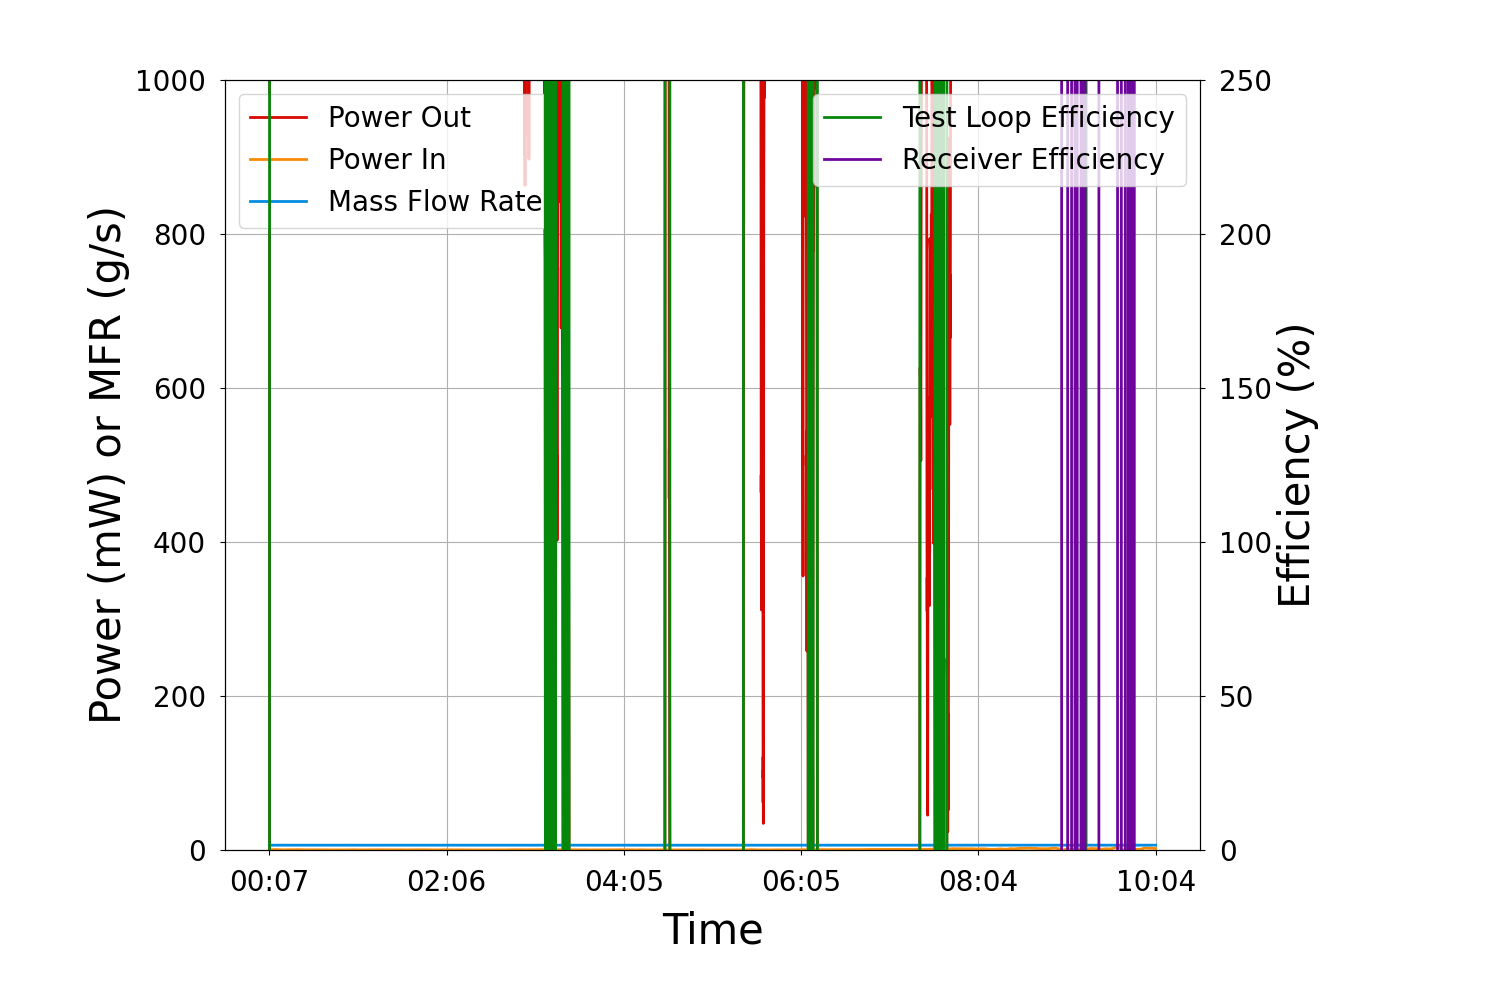 1000
800
600
400
200
0
Power (mW) or MFR (g/s)
Power Out
Power In
Mass Flow Rate
Test Loop Efficiency
Receiver Efficiency
250
200
150
100
50
0
Efficiency (%)
00:07 02:06 04:05 06:05 08:04 10:04
Time